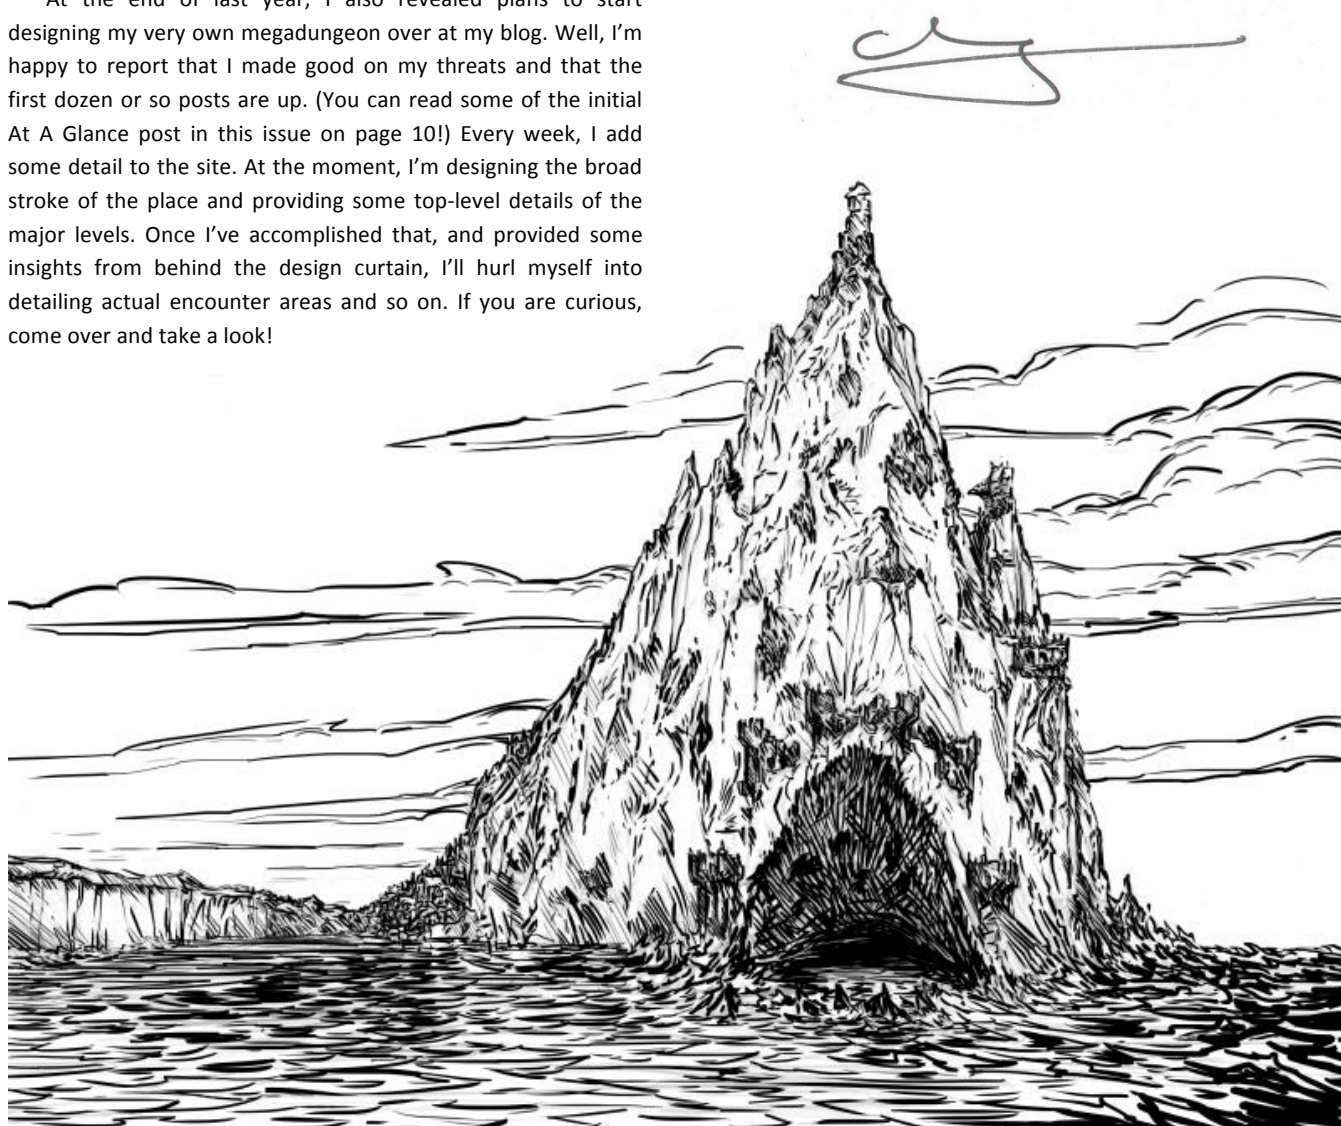 At the end of last year, I also revealed plans to start
designing my very own megadungeon over at my blog. Well, I’m
happy to report that I made good on my threats and that the
first dozen or so posts are up. (You can read some of the initial
At A Glance post in this issue on page 10!) Every week, I add
some detail to the site. At the moment, I’m designing the broad
stroke of the place and providing some top-level details of the
major levels. Once I’ve accomplished that, and provided some
insights from behind the design curtain, I’ll hurl myself into
detailing actual encounter areas and so on. If you are curious,
come over and take a look!